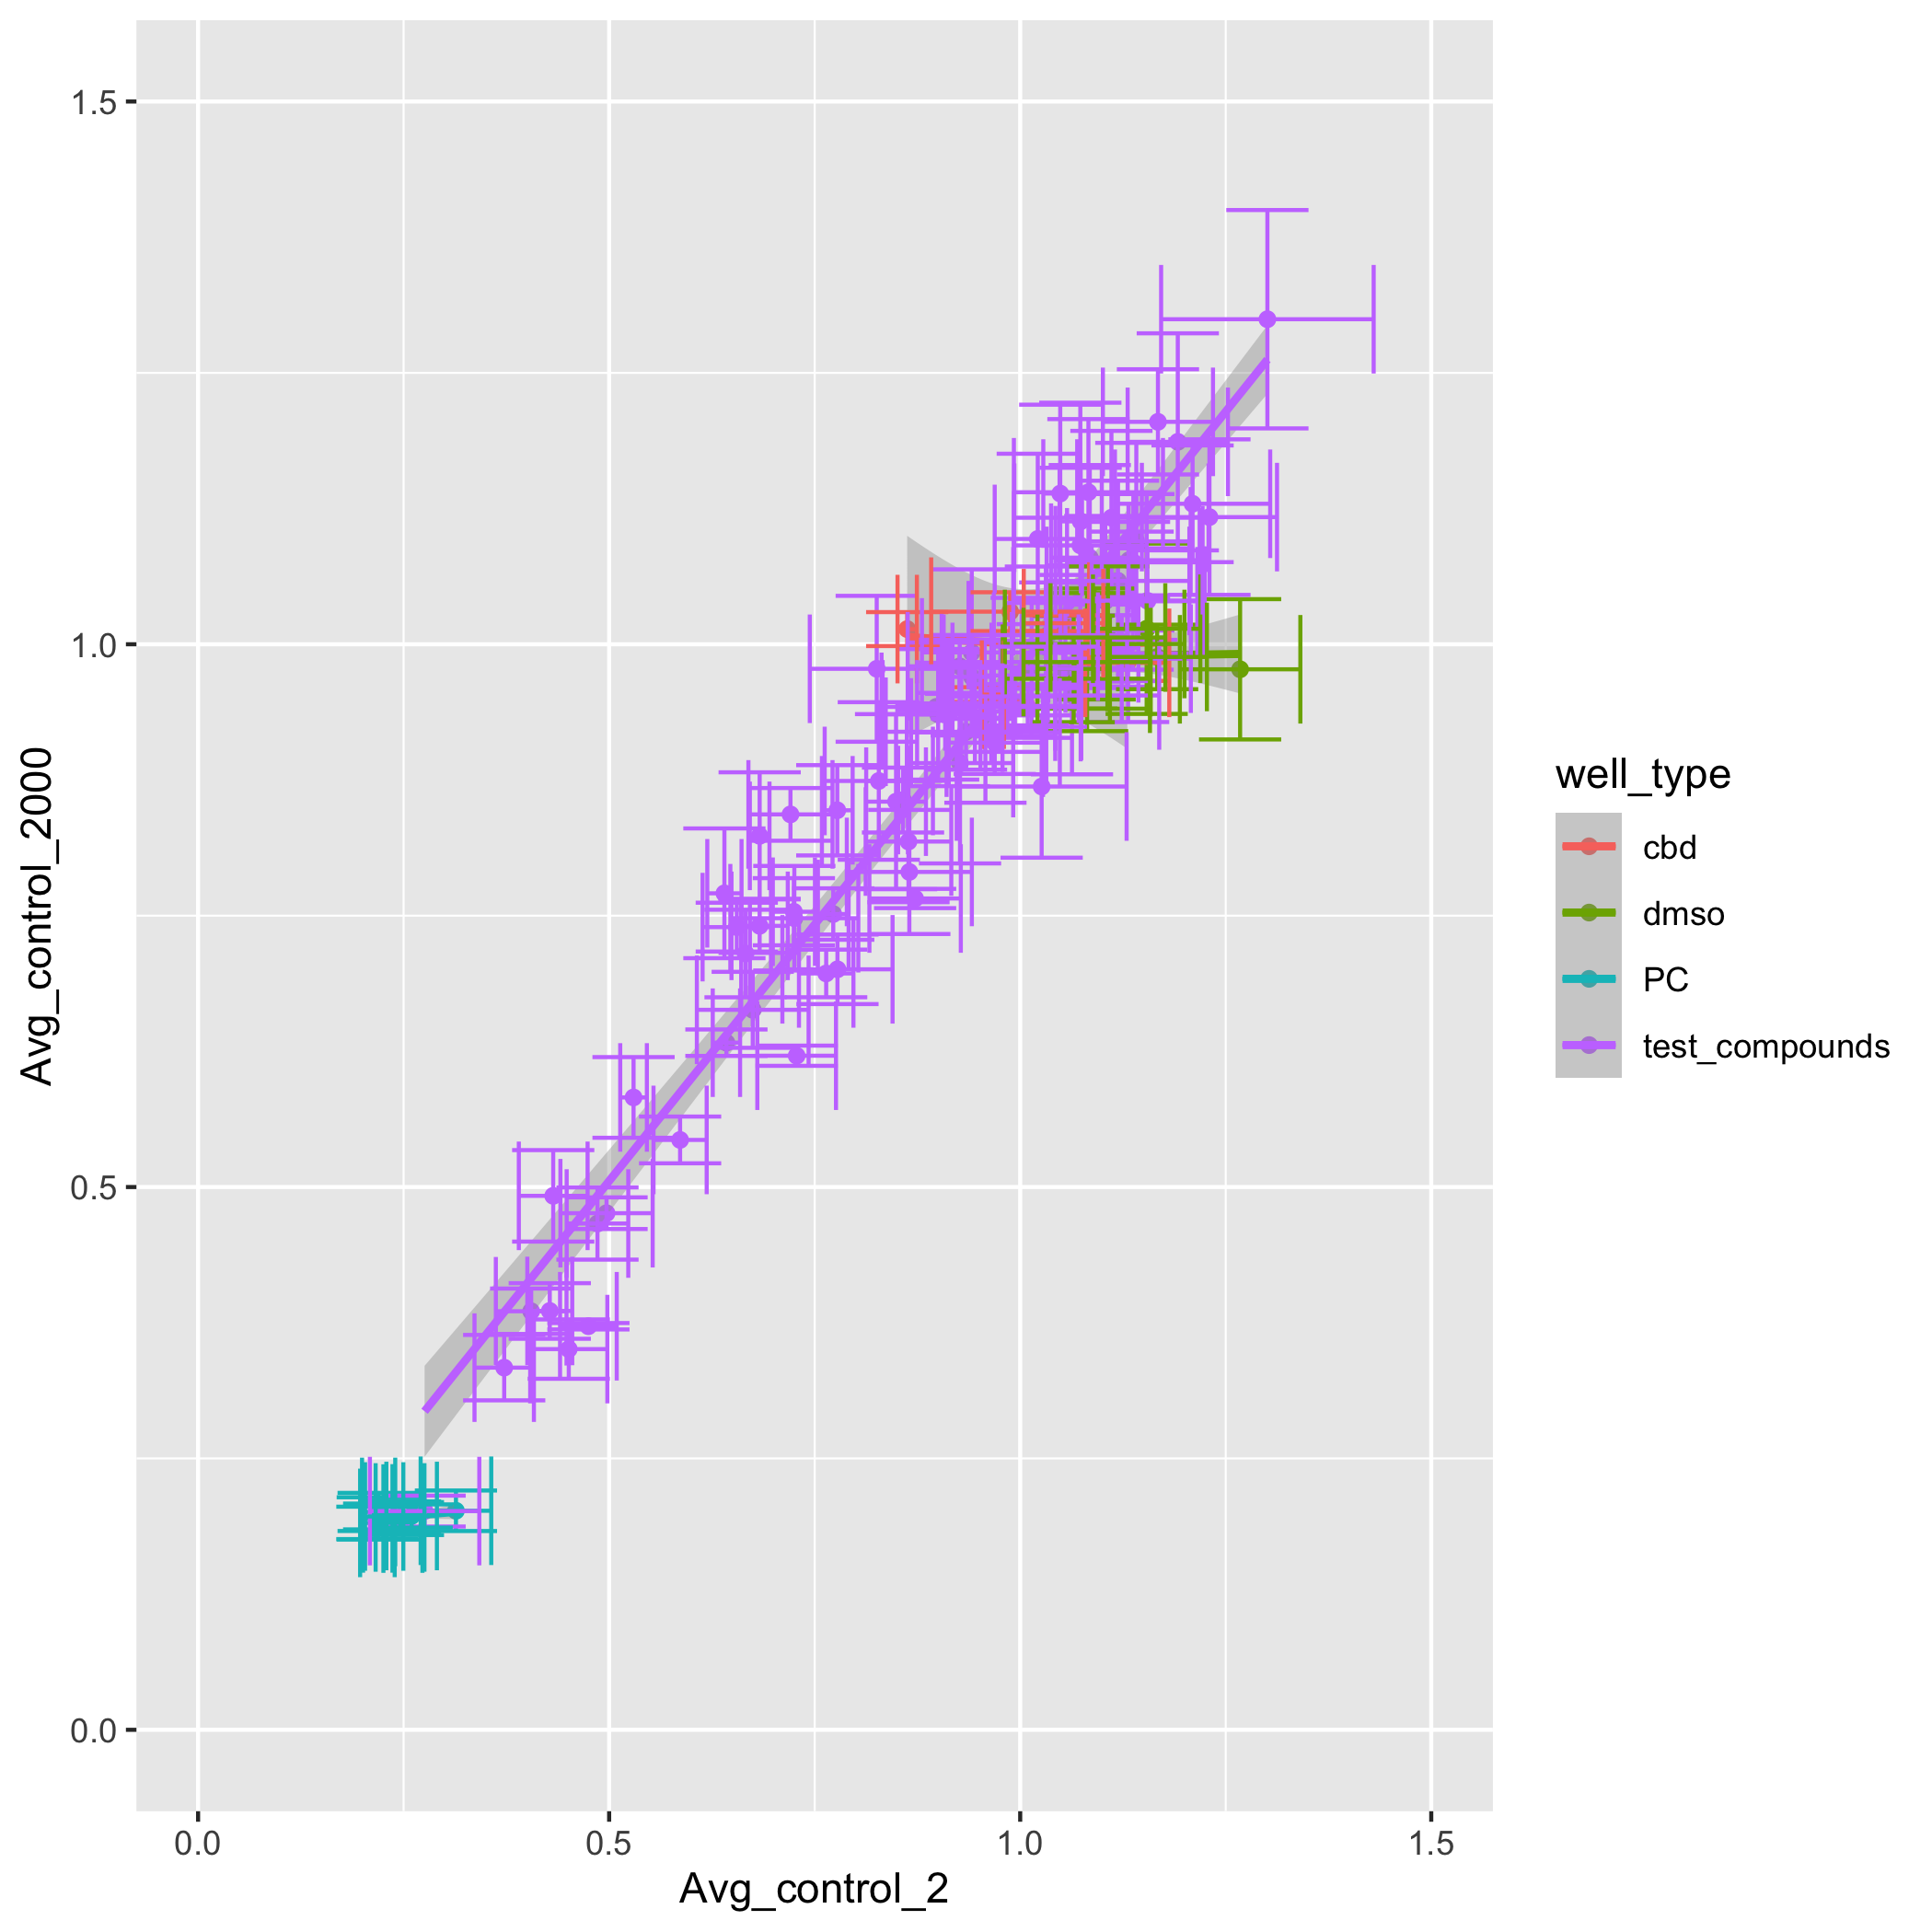 1.5
1.0
0.5
0.0
Avg_control_2000
0.0 0.5 1.0 1.5
Avg_control_2
well_type
cbd
dmso
PC
test_compounds